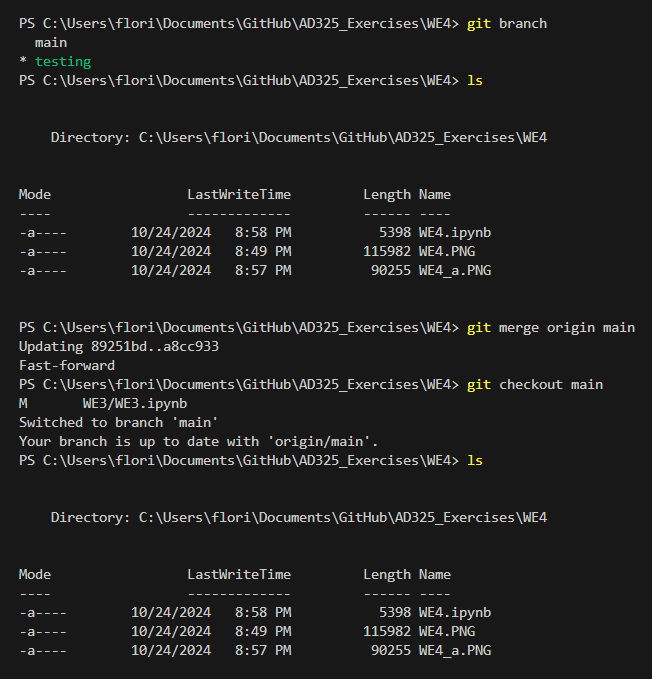 PS C:\Users\flori\Documents\GitHub\AD325_Exercises\WE4> git branch
  main
* testing
PS C:\Users\flori\Documents\GitHub\AD325_Exercises\WE4> ls
    Directory: C:\Users\flori\Documents\GitHub\AD325_Exercises\WE4
Mode                 LastWriteTime         Length Name
----                 -------------         ------ ----
-a----        10/24/2024   8:58 PM           5398 WE4.ipynb
-a----        10/24/2024   8:49 PM         115982 WE4.PNG
-a----        10/24/2024   8:57 PM          90255 WE4_a.PNG
PS C:\Users\flori\Documents\GitHub\AD325_Exercises\WE4> git merge origin main
Updating 89251bd..a8cc933
Fast-forward
PS C:\Users\flori\Documents\GitHub\AD325_Exercises\WE4> git checkout main
M       WE3/WE3.ipynb
Switched to branch 'main'
Your branch is up to date with 'origin/main'.
PS C:\Users\flori\Documents\GitHub\AD325_Exercises\WE4> ls
    Directory: C:\Users\flori\Documents\GitHub\AD325_Exercises\WE4
Mode                 LastWriteTime         Length Name
----                 -------------         ------ ----
-a----        10/24/2024   8:58 PM           5398 WE4.ipynb
-a----        10/24/2024   8:49 PM         115982 WE4.PNG
-a----        10/24/2024   8:57 PM          90255 WE4_a.PNG